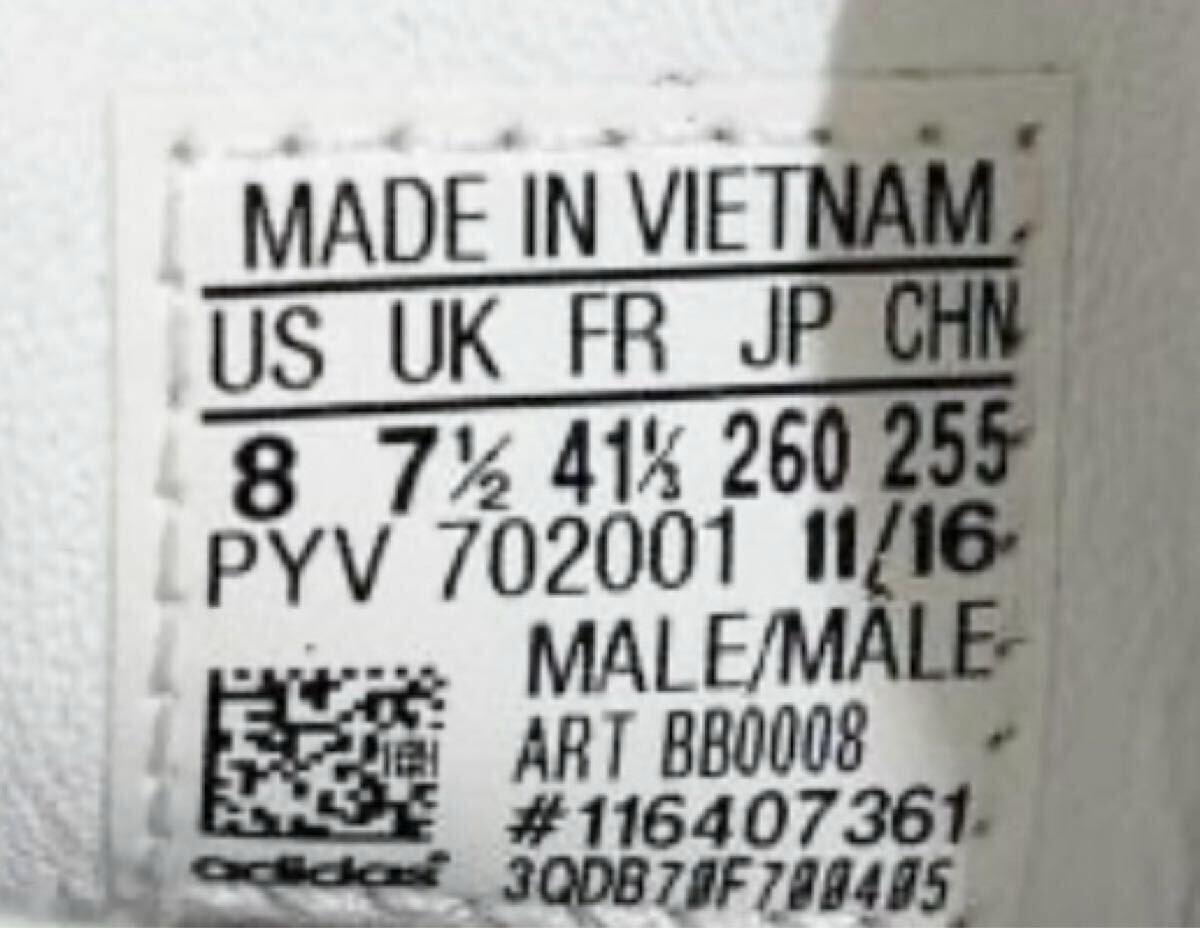 MADE IN VIETNAM
US UK FR JP CHN
8 7½ 41⅓ 260 255
PYV 702001 11/16
MALE/MALE
ART BB0008
#116407361
adidas
3QDB70F700405